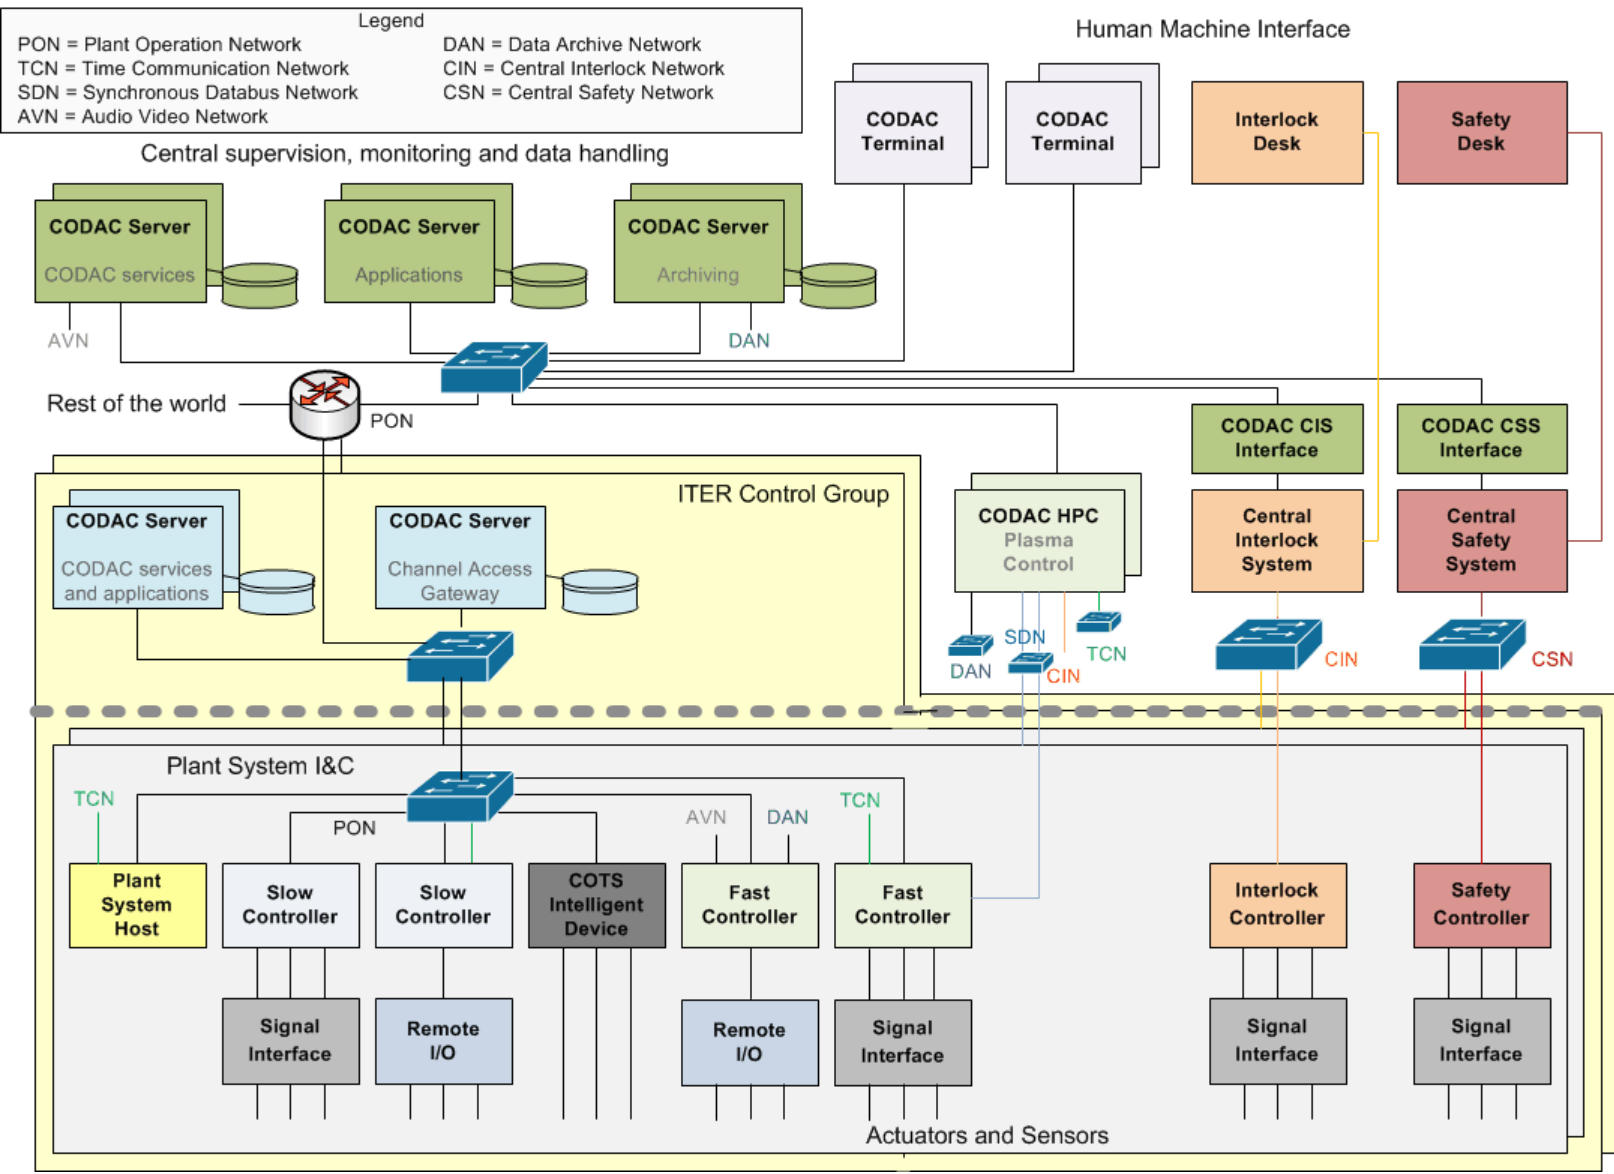 Legend
PON = Plant Operation Network
TCN = Time Communication Network
SDN = Synchronous Databus Network
AVN = Audio Video Network
DAN = Data Archive Network
CIN = Central Interlock Network
CSN = Central Safety Network
Human Machine Interface
CODAC
Terminal
CODAC
Terminal
Interlock
Desk
Safety
Desk
Central supervision, monitoring and data handling
CODAC Server
CODAC services
CODAC Server
Applications
CODAC Server
Archiving
AVN
DAN
Rest of the world
PON
CODAC CIS
Interface
CODAC CSS
Interface
ITER Control Group
CODAC Server
CODAC services
and applications
CODAC Server
Channel Access
Gateway
CODAC HPC
Plasma
Control
Central
Interlock
System
Central
Safety
System
DAN
SDN
CIN
TCN
CIN
CSN
Plant System I&C
TCN
PON
AVN
DAN
TCN
Plant
System
Host
Slow
Controller
Slow
Controller
COTS
Intelligent
Device
Fast
Controller
Fast
Controller
Interlock
Controller
Safety
Controller
Signal
Interface
Remote
I/O
Remote
I/O
Signal
Interface
Signal
Interface
Signal
Interface
Actuators and Sensors